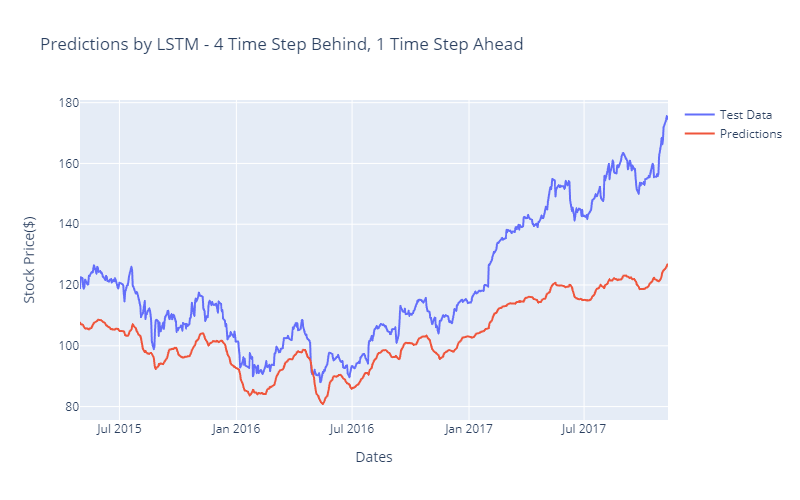 Predictions by LSTM - 4 Time Step Behind, 1 Time Step Ahead
Test Data
Predictions
Stock Price($)
180
160
140
120
100
80
Jul 2015
Jan 2016
Jul 2016
Jan 2017
Jul 2017
Dates